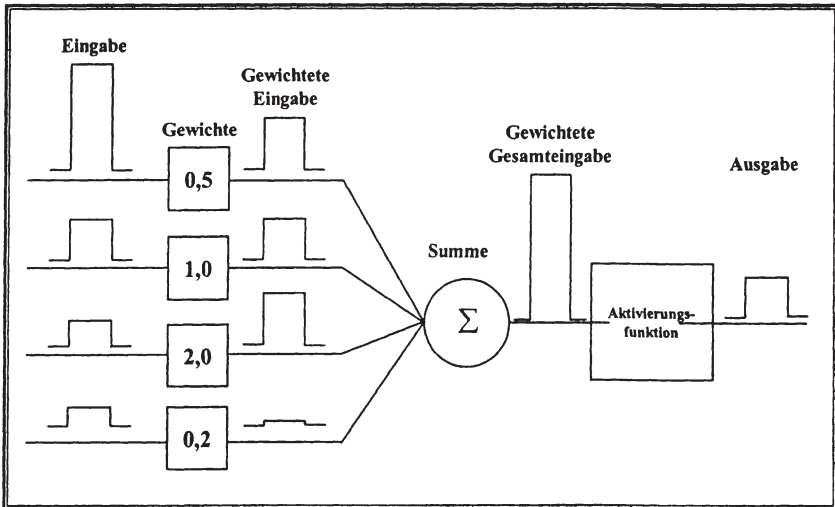 Eingabe
Gewichtete
Eingabe
Gewichte
0,5
1,0
2,0
0,2
Summe
Σ
Gewichtete
Gesamteingabe
Aktivierungs-
funktion
Ausgabe